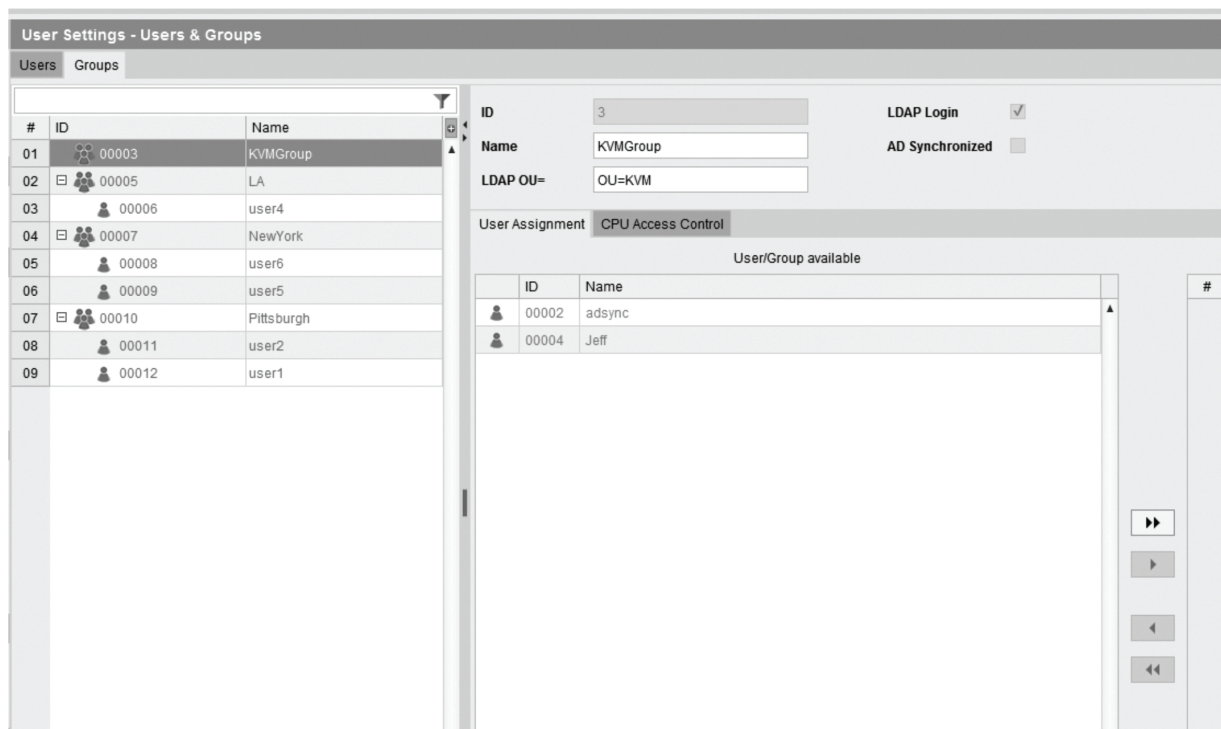 User Settings - Users & Groups
Users Groups
# ID Name
01 00003 KVMGroup
02 00005 LA
03 00006 user4
04 00007 NewYork
05 00008 user6
06 00009 user5
07 00010 Pittsburgh
08 00011 user2
09 00012 user1
ID 3 LDAP Login
Name KVMGroup AD Synchronized
LDAP OU= OU=KVM
User Assignment CPU Access Control
User/Group available
ID Name #
00002 adsync
00004 Jeff